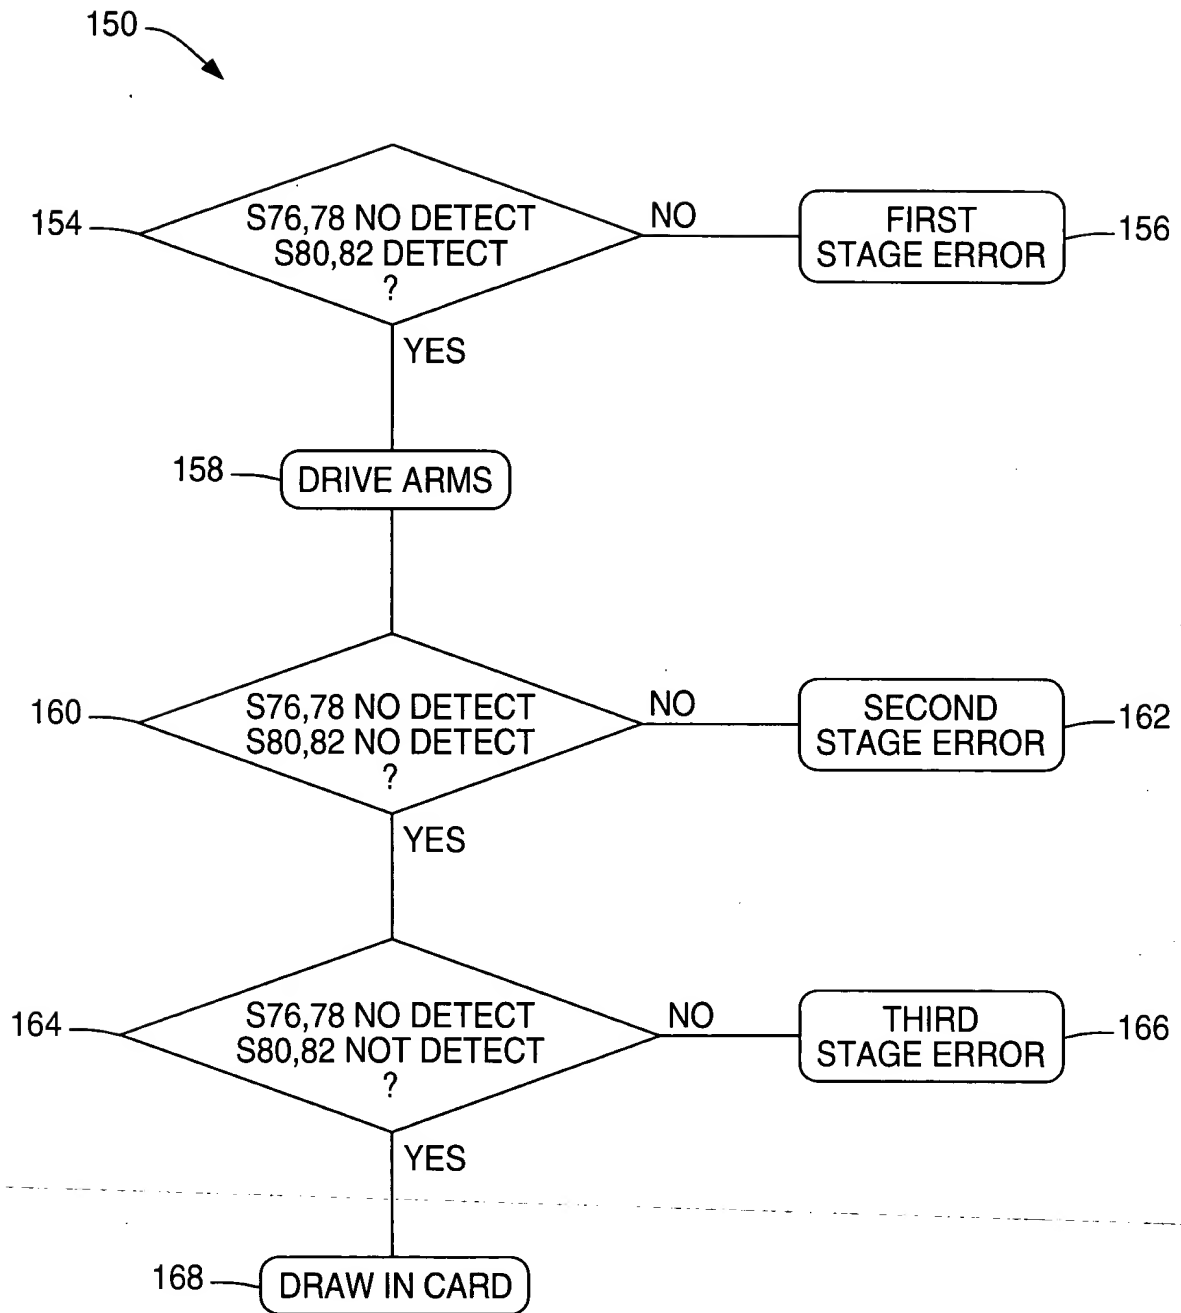 150
154
S76,78 NO DETECT
S80,82 DETECT
?
NO
FIRST
STAGE ERROR
156
YES
158
DRIVE ARMS
160
S76,78 NO DETECT
S80,82 NO DETECT
?
NO
SECOND
STAGE ERROR
162
YES
164
S76,78 NO DETECT
S80,82 NOT DETECT
?
NO
THIRD
STAGE ERROR
166
YES
168
DRAW IN CARD